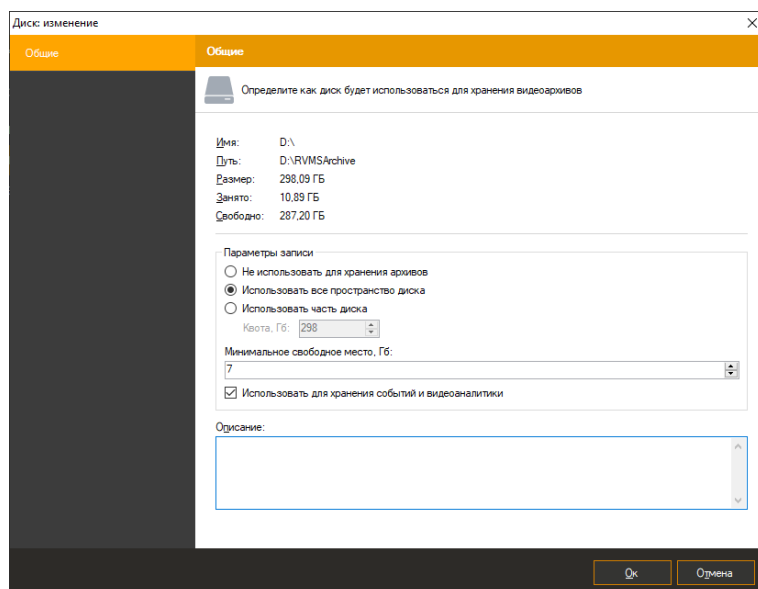 Диск: изменение
Общие
Общие
Определите как диск будет использоваться для хранения видеоархивов
Имя: D:\
Путь: D:\RVMSArchive
Размер: 298,09 ГБ
Занято: 10,89 ГБ
Свободно: 287,20 ГБ
Параметры записи
Не использовать для хранения архивов
Использовать все пространство диска
Использовать часть диска
Квота, Гб: 298
Минимальное свободное место, Гб:
7
Использовать для хранения событий и видеоаналитики
Описание:
Ок Отмена